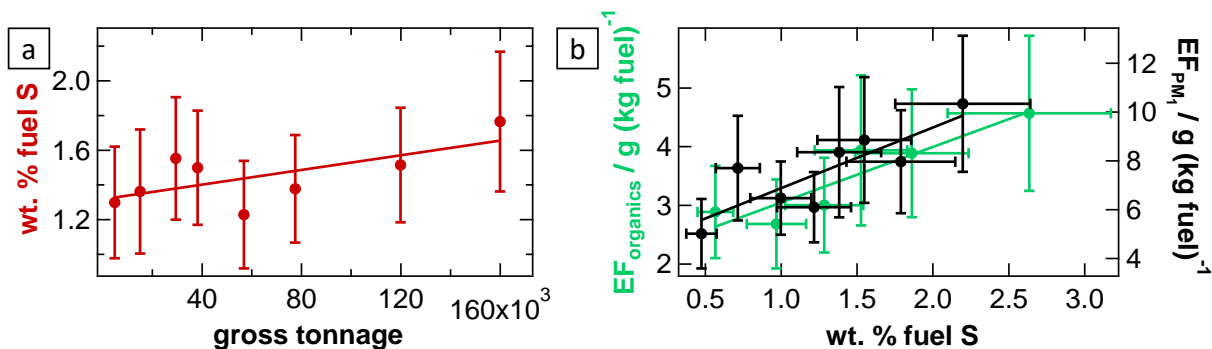 a
wt. % fuel S
2.0
1.6
1.2
40
80
120
160x10³
gross tonnage
b
EF_organics / g (kg fuel)⁻¹
5
4
3
2
0.5
1.0
1.5
2.0
2.5
3.0
wt. % fuel S
12
10
8
6
4
EF_PM₁ / g (kg fuel)⁻¹